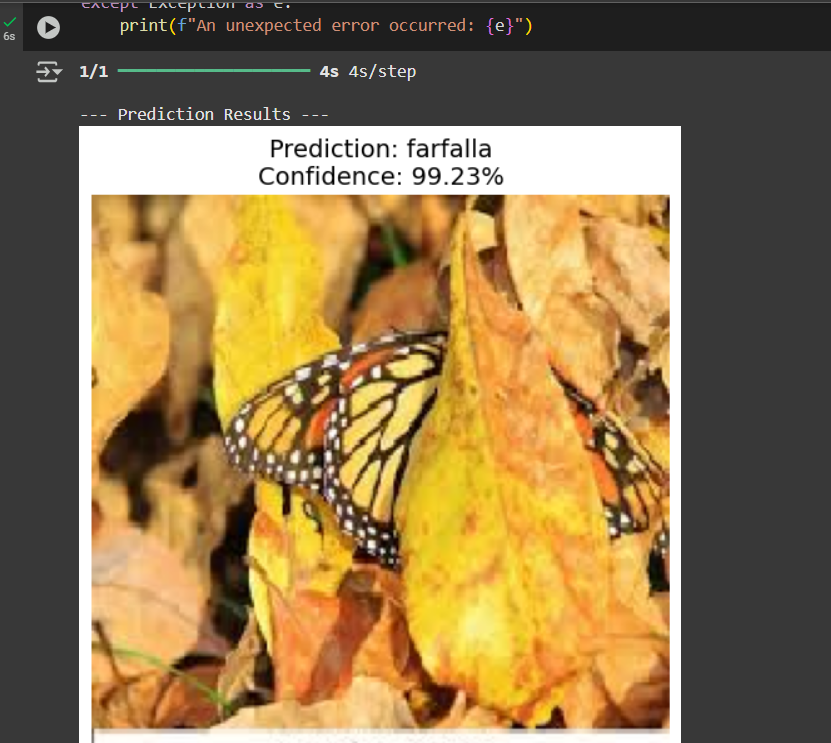 except Exception as e:
print(f"An unexpected error occurred: {e}")
6s
1/1 4s 4s/step
--- Prediction Results ---
Prediction: farfalla
Confidence: 99.23%